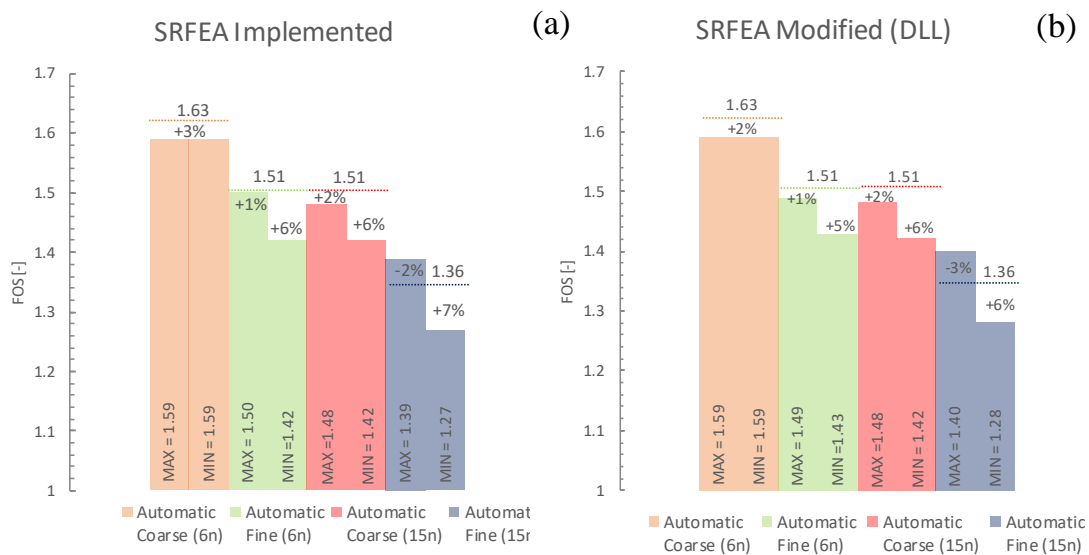 SRFEA Implemented
(a)
1.7
1.6
1.5
1.4
1.3
1.2
1.1
1
FOS [-]
1.63
+3%
1.51
+1%
+6%
1.51
+2%
+6%
-2%
1.36
+7%
MAX = 1.59
MIN = 1.59
MAX = 1.50
MIN =1.42
MAX =1.48
MIN = 1.42
MAX = 1.39
MIN = 1.27
Automatic
Coarse (6n)
Automatic
Fine (6n)
Automatic
Coarse (15n)
Automat
Fine (15r
SRFEA Modified (DLL)
(b)
1.7
1.6
1.5
1.4
1.3
1.2
1.1
1
FOS [-]
1.63
+2%
1.51
+1%
+5%
1.51
+2%
+6%
-3%
1.36
+6%
MAX = 1.59
MIN = 1.59
MAX = 1.49
MIN =1.43
MAX =1.48
MIN = 1.42
MAX = 1.40
MIN = 1.28
Automatic
Coarse (6n)
Automatic
Fine (6n)
Automatic
Coarse (15n)
Automatic
Fine (15n)